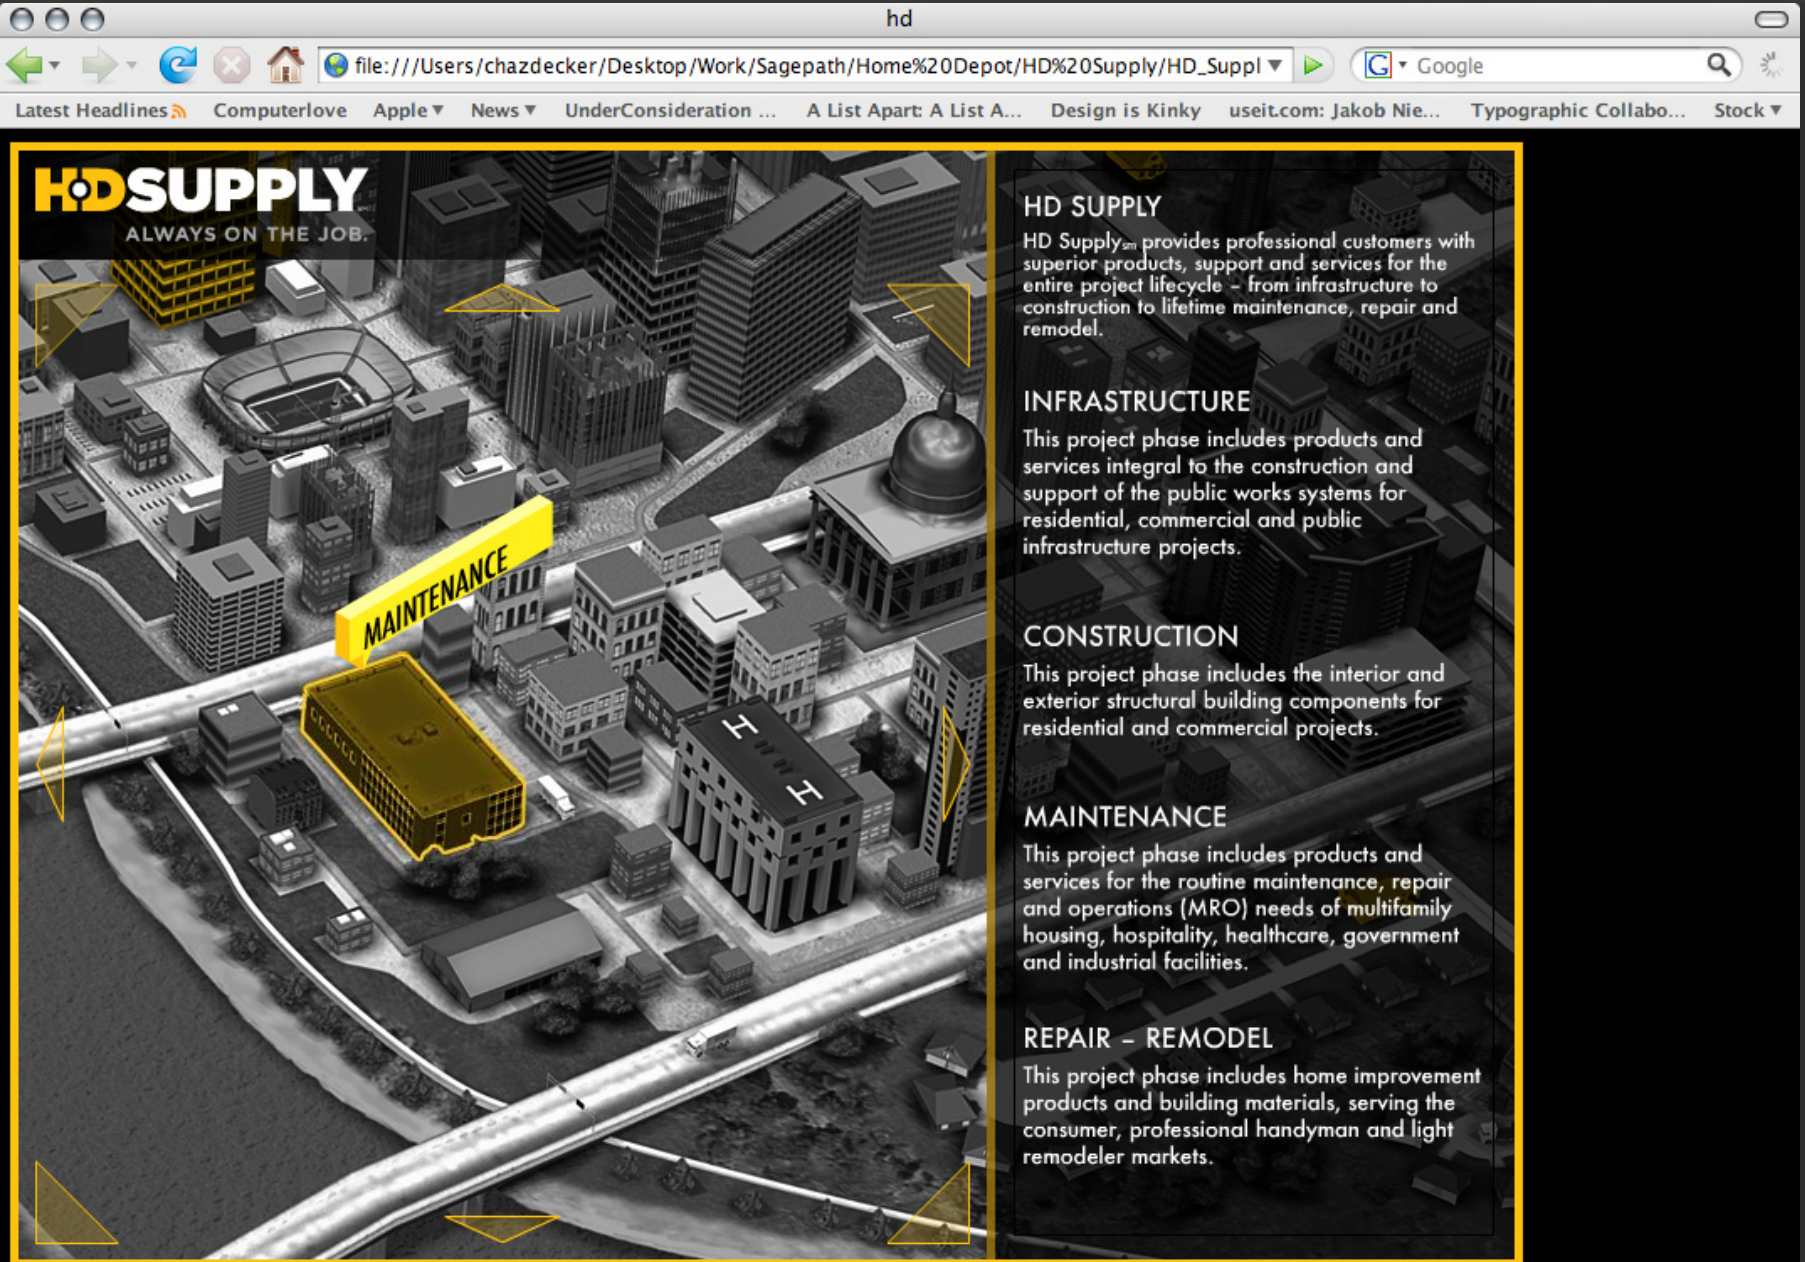 hd
file:///Users/chazdecker/Desktop/Work/Sagepath/Home%20Depot/HD%20Supply/HD_Suppl
Google
Latest Headlines Computerlove Apple News UnderConsideration ... A List Apart: A List A... Design is Kinky useit.com: Jakob Nie... Typographic Collabo... Stock
HD SUPPLY
ALWAYS ON THE JOB.
MAINTENANCE
H H
HD SUPPLY
HD Supply sm provides professional customers with
superior products, support and services for the
entire project lifecycle – from infrastructure to
construction to lifetime maintenance, repair and
remodel.
INFRASTRUCTURE
This project phase includes products and
services integral to the construction and
support of the public works systems for
residential, commercial and public
infrastructure projects.
CONSTRUCTION
This project phase includes the interior and
exterior structural building components for
residential and commercial projects.
MAINTENANCE
This project phase includes products and
services for the routine maintenance, repair
and operations (MRO) needs of multifamily
housing, hospitality, healthcare, government
and industrial facilities.
REPAIR – REMODEL
This project phase includes home improvement
products and building materials, serving the
consumer, professional handyman and light
remodeler markets.